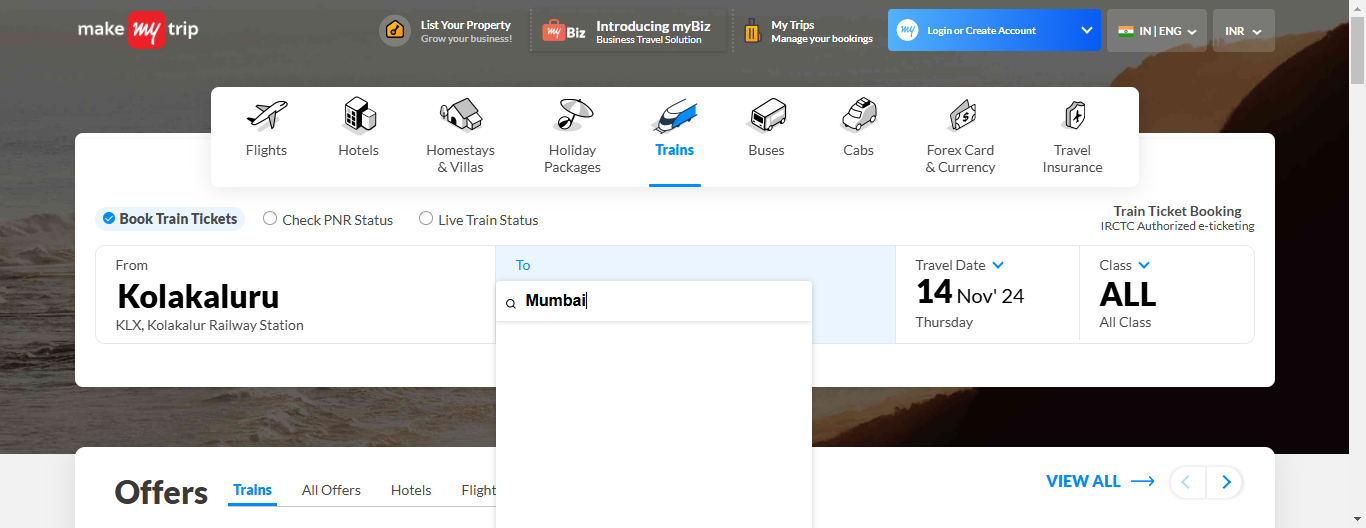 make my trip
List Your Property
Grow your business!
my Biz
Introducing myBiz
Business Travel Solution
My Trips
Manage your bookings
my
Login or Create Account
IN | ENG
INR
Flights
Hotels
Homestays
& Villas
Holiday
Packages
Trains
Buses
Cabs
Forex Card
& Currency
Travel
Insurance
Book Train Tickets
Check PNR Status
Live Train Status
Train Ticket Booking
IRCTC Authorized e-ticketing
From
Kolakaluru
KLX, Kolakalur Railway Station
To
Mumbai
Travel Date
14 Nov' 24
Thursday
Class
ALL
All Class
Offers
Trains
All Offers
Hotels
Flight
VIEW ALL